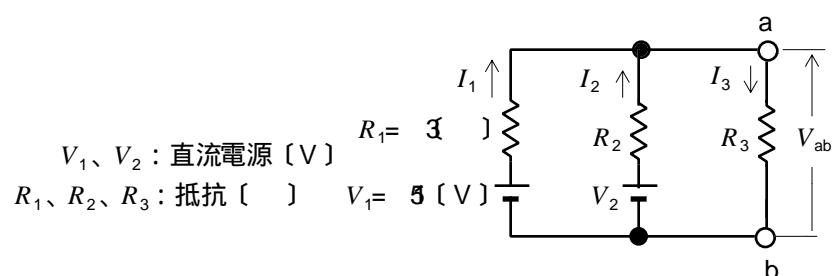 a
I₁ I₂ I₃
R₁= 3〔 〕 R₂ R₃ Vab
V₁、V₂：直流電源〔V〕
R₁、R₂、R₃：抵抗〔 〕 V₁= 〔V〕 V₂
b